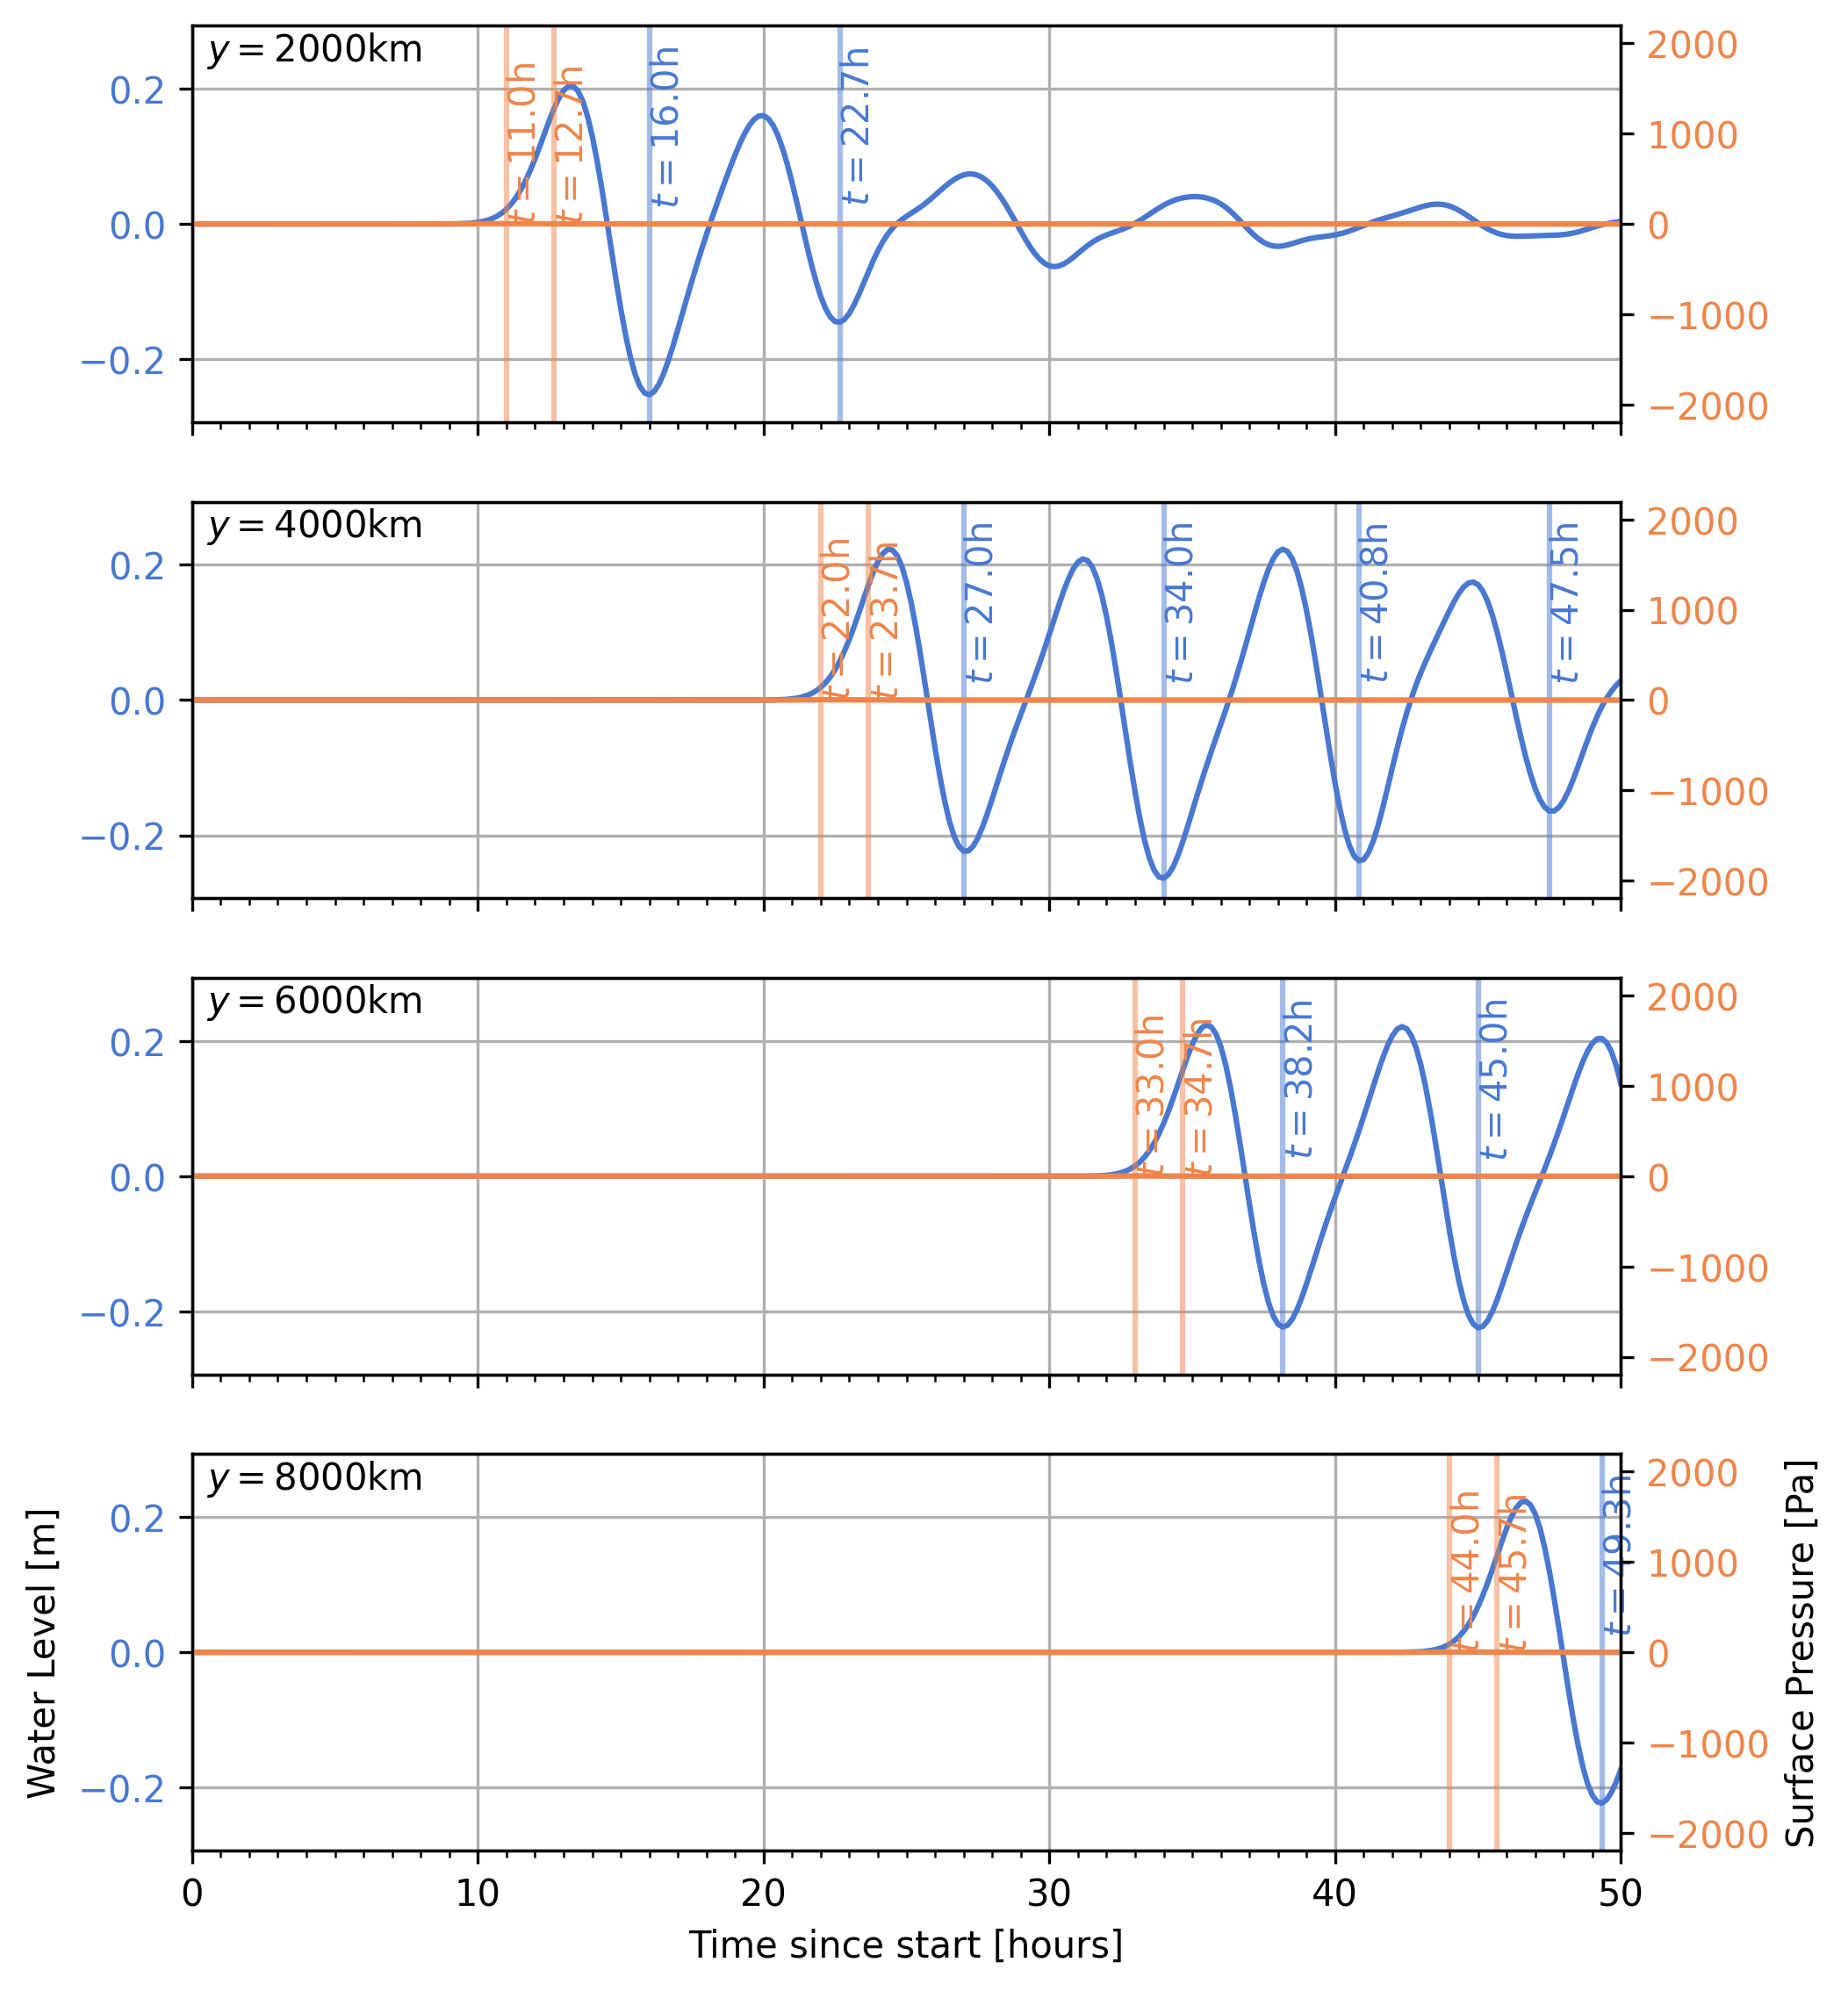 y = 2000km
0.2
0.0
−0.2
t = 11.0h
t = 12.7h
t = 16.0h
t = 22.7h
2000
1000
0
−1000
−2000
y = 4000km
0.2
0.0
−0.2
t = 22.0h
t = 23.7h
t = 27.0h
t = 34.0h
t = 40.8h
t = 47.5h
2000
1000
0
−1000
−2000
y = 6000km
0.2
0.0
−0.2
t = 33.0h
t = 34.7h
t = 38.2h
t = 45.0h
2000
1000
0
−1000
−2000
y = 8000km
Water Level [m]
0.2
0.0
−0.2
t = 44.0h
t = 45.7h
t = 49.3h
2000
1000
0
−1000
−2000
Surface Pressure [Pa]
0 10 20 30 40 50
Time since start [hours]